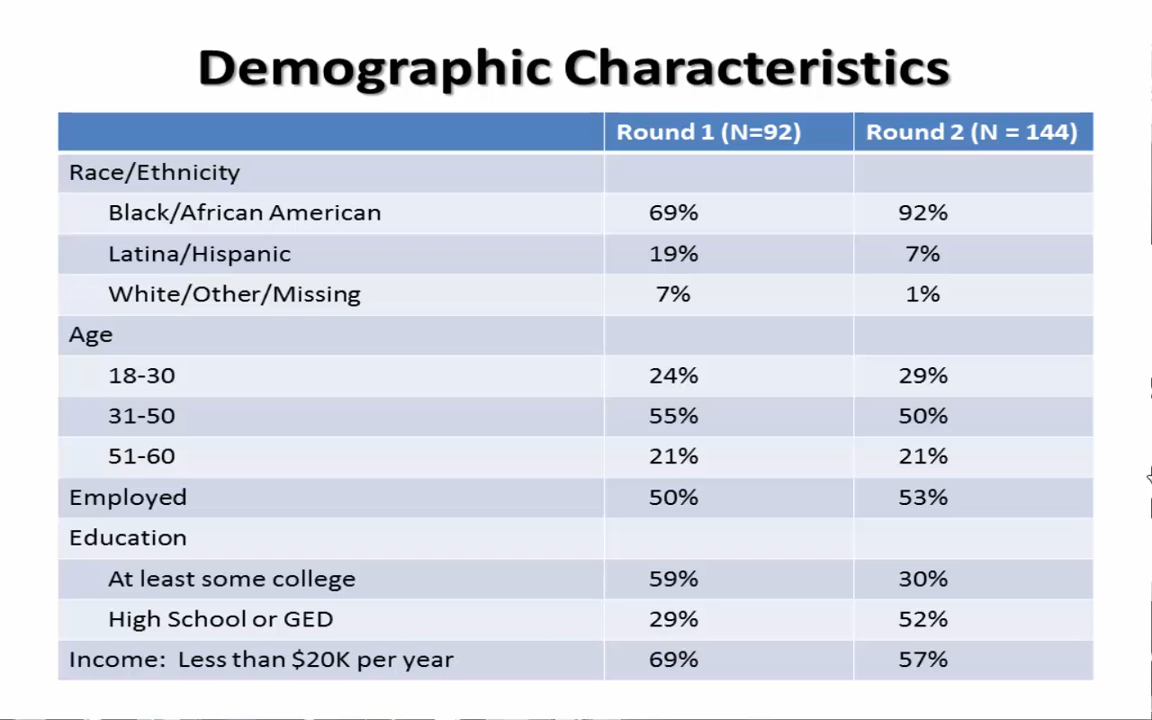 Demographic Characteristics
Round 1 (N=92) Round 2 (N = 144)
Race/Ethnicity
Black/African American 69% 92%
Latina/Hispanic 19% 7%
White/Other/Missing 7% 1%
Age
18-30 24% 29%
31-50 55% 50%
51-60 21% 21%
Employed 50% 53%
Education
At least some college 59% 30%
High School or GED 29% 52%
Income: Less than $20K per year 69% 57%